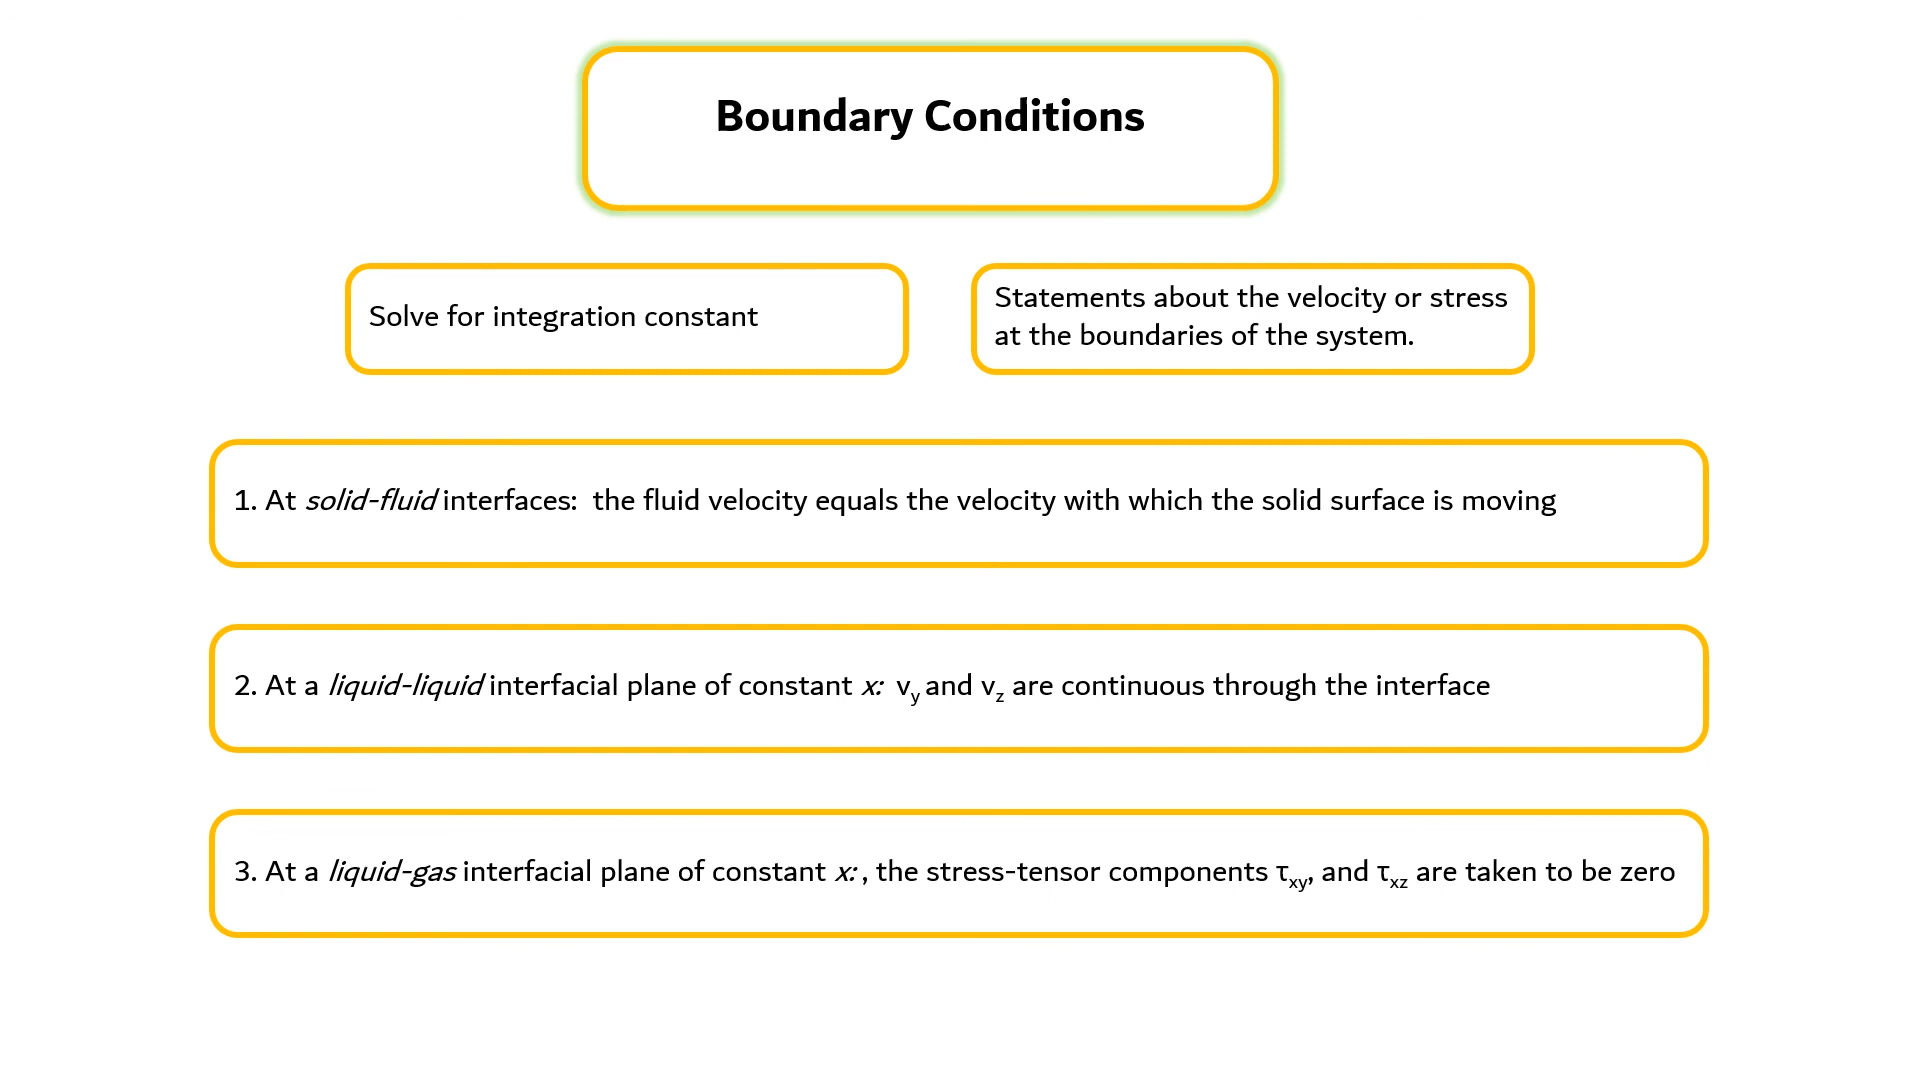 Boundary Conditions
Solve for integration constant
Statements about the velocity or stress
at the boundaries of the system.
1. At solid-fluid interfaces:  the fluid velocity equals the velocity with which the solid surface is moving
2. At a liquid-liquid interfacial plane of constant x:  vy and vz are continuous through the interface
3. At a liquid-gas interfacial plane of constant x: , the stress-tensor components τxy, and τxz are taken to be zero